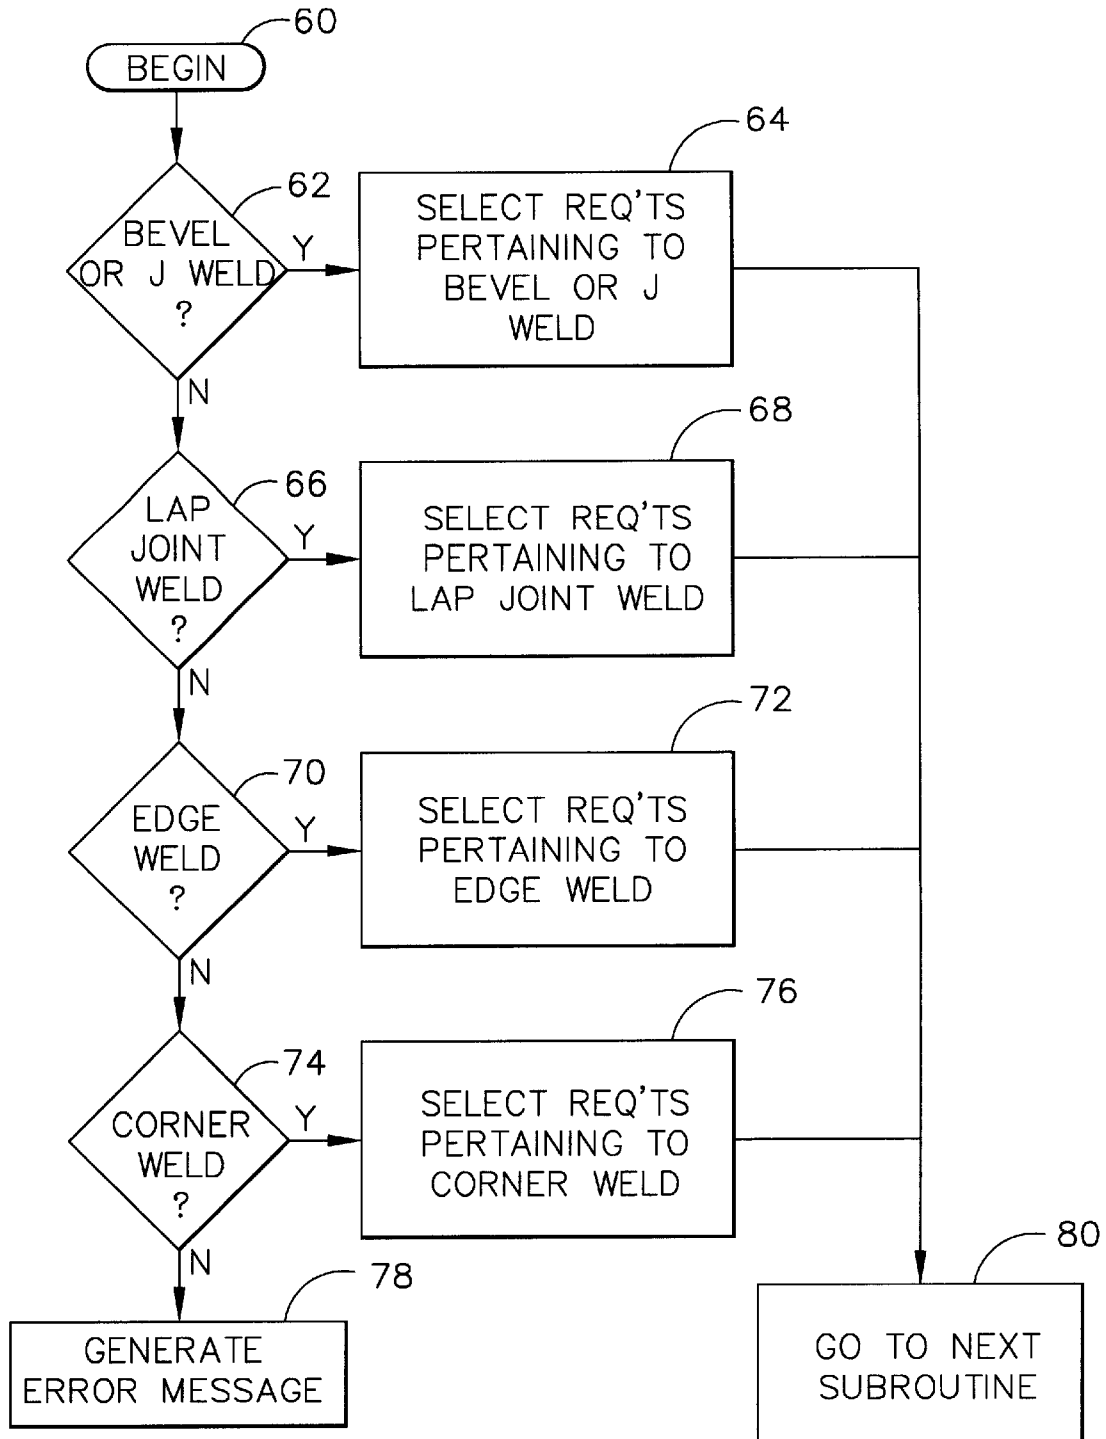 60
BEGIN
62
BEVEL
OR J WELD
?
Y
N
64
SELECT REQ'TS
PERTAINING TO
BEVEL OR J
WELD
66
LAP
JOINT
WELD
?
Y
N
68
SELECT REQ'TS
PERTAINING TO
LAP JOINT WELD
70
EDGE
WELD
?
Y
N
72
SELECT REQ'TS
PERTAINING TO
EDGE WELD
74
CORNER
WELD
?
Y
N
76
SELECT REQ'TS
PERTAINING TO
CORNER WELD
78
GENERATE
ERROR MESSAGE
80
GO TO NEXT
SUBROUTINE